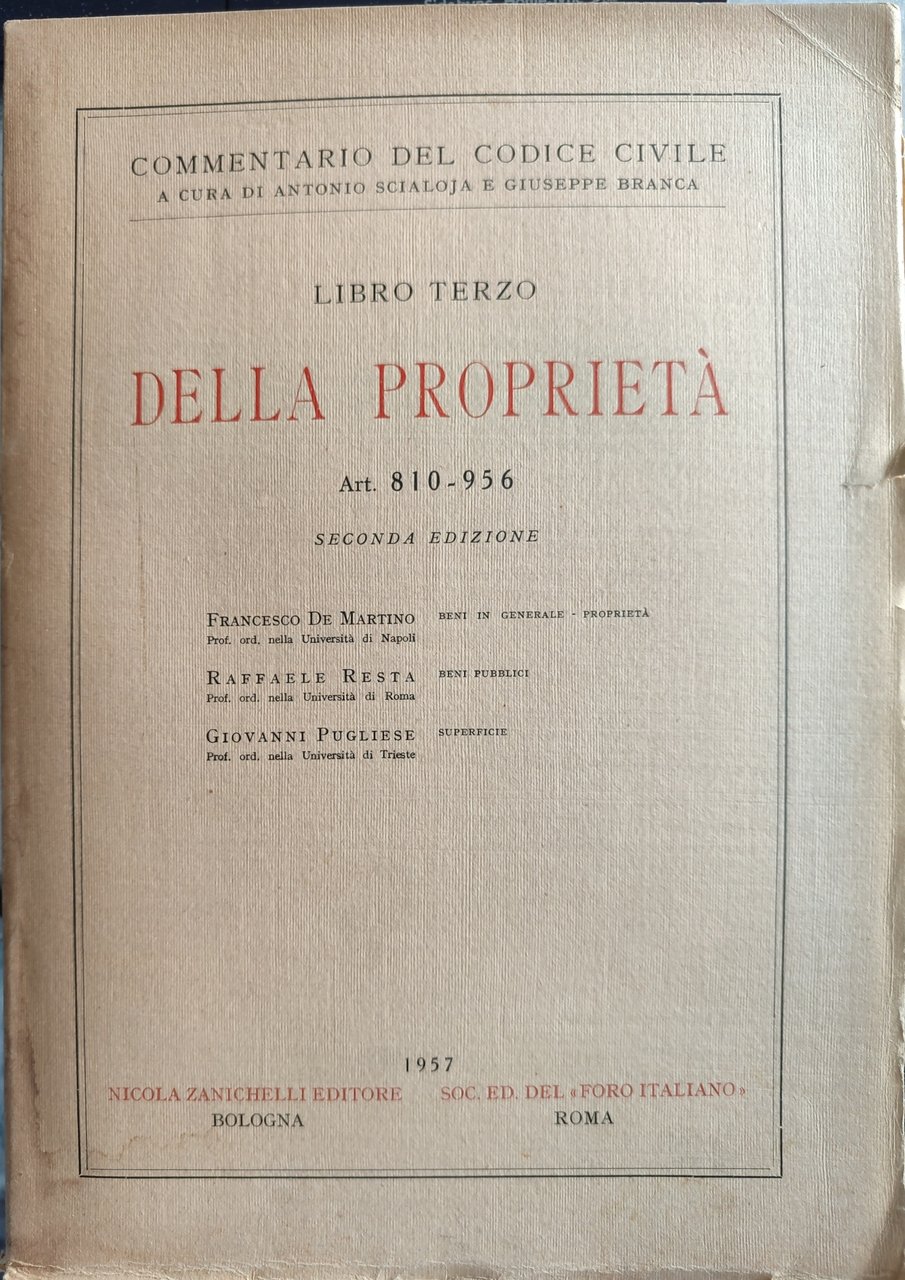 COMMENTARIO DEL CODICE CIVILE
A CURA DI ANTONIO SCIALOJA E GIUSEPPE BRANCA
LIBRO TERZO
DELLA PROPRIETÀ
Art. 810-956
SECONDA EDIZIONE
FRANCESCO DE MARTINO BENI IN GENERALE - PROPRIETÀ
Prof. ord. nella Università di Napoli
RAFFAELE RESTA BENI PUBBLICI
Prof. ord. nella Università di Roma
GIOVANNI PUGLIESE SUPERFICIE
Prof. ord. nella Università di Trieste
1957
NICOLA ZANICHELLI EDITORE SOC. ED. DEL «FORO ITALIANO»
BOLOGNA ROMA